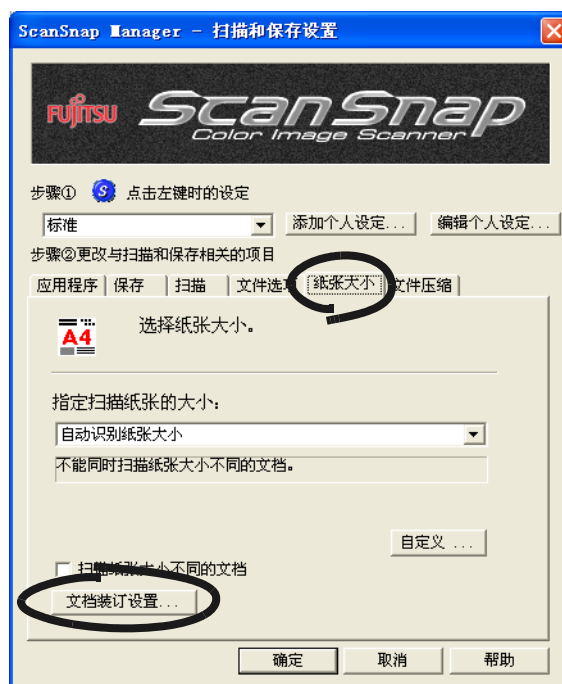 ScanSnap Manager - 扫描和保存设置
FUJITSU ScanSnap
Color Image Scanner
步骤① S 点击左键时的设定
标准 添加个人设定... 编辑个人设定...
步骤②更改与扫描和保存相关的项目
应用程序 保存 扫描 文件选项 纸张大小 文件压缩
A4 选择纸张大小。
指定扫描纸张的大小:
自动识别纸张大小
不能同时扫描纸张大小不同的文档。
自定义 ...
扫描纸张大小不同的文档
文档装订设置...
确定 取消 帮助